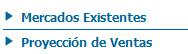 Mercados Existentes
Proyección de Ventas